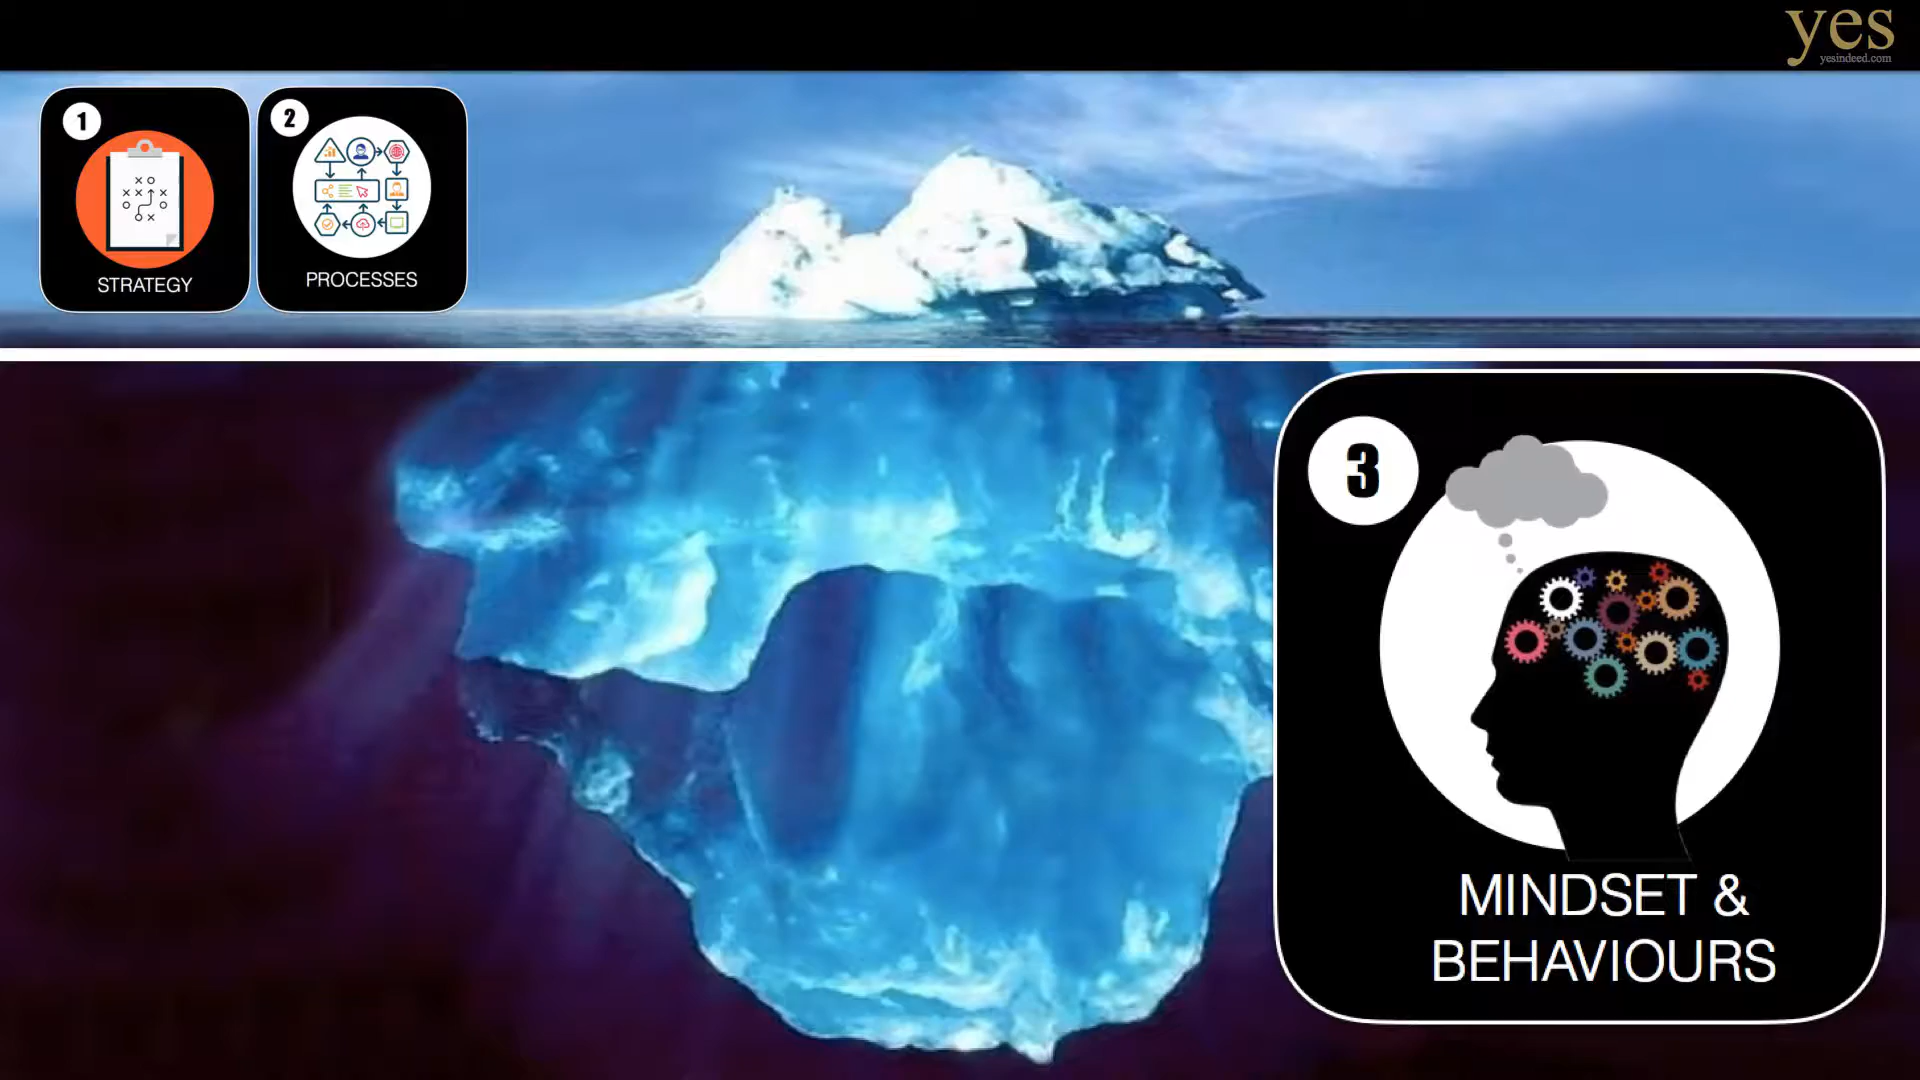 yes
yesindeed.com
1
STRATEGY
2
PROCESSES
3
MINDSET &
BEHAVIOURS